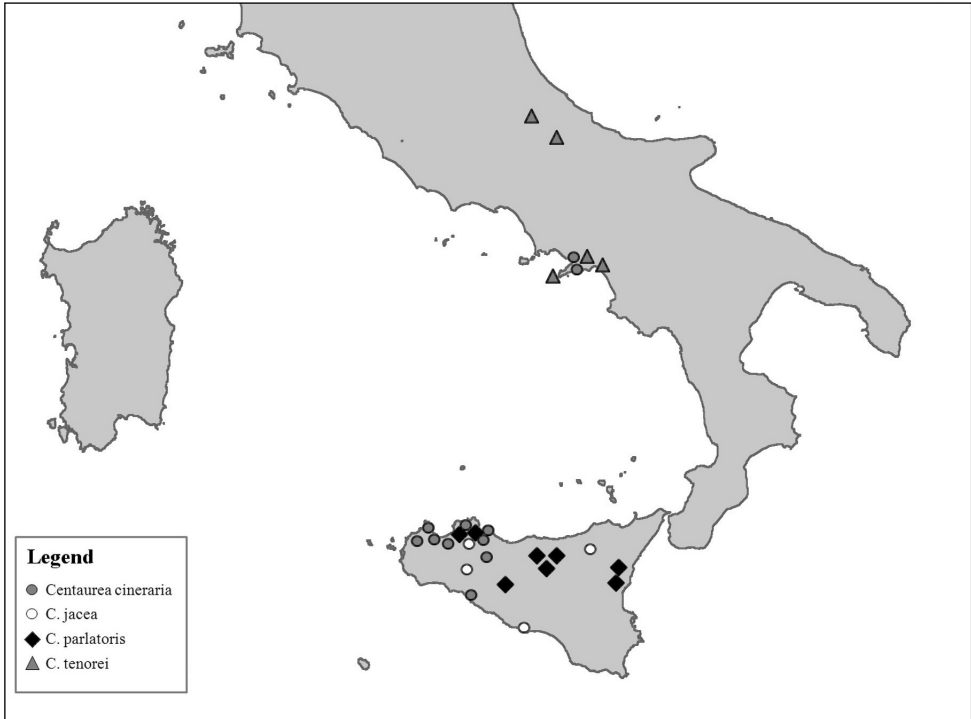 Legend
Centaurea cineraria
C. jacea
C. parlatoris
C. tenorei